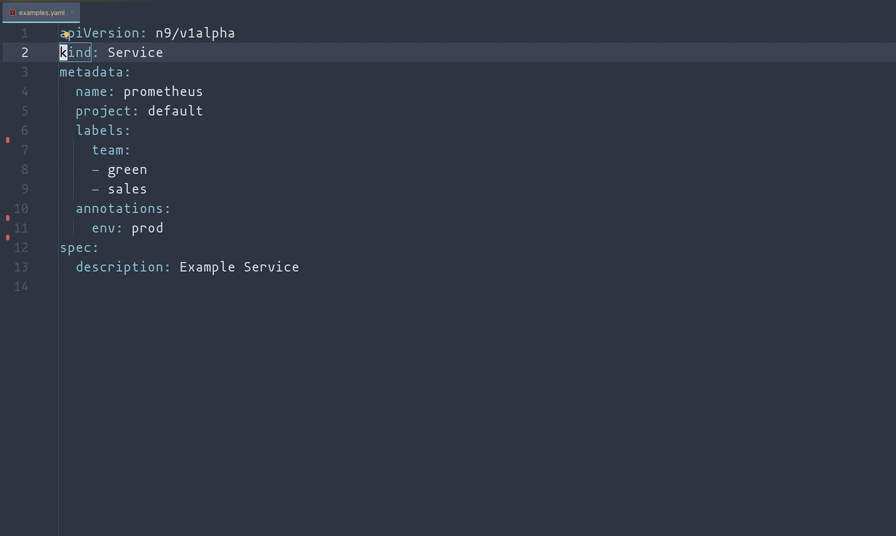 examples.yaml
1 apiVersion: n9/v1alpha
2 kind: Service
3 metadata:
4   name: prometheus
5   project: default
6   labels:
7     team:
8     - green
9     - sales
10   annotations:
11     env: prod
12 spec:
13   description: Example Service
14